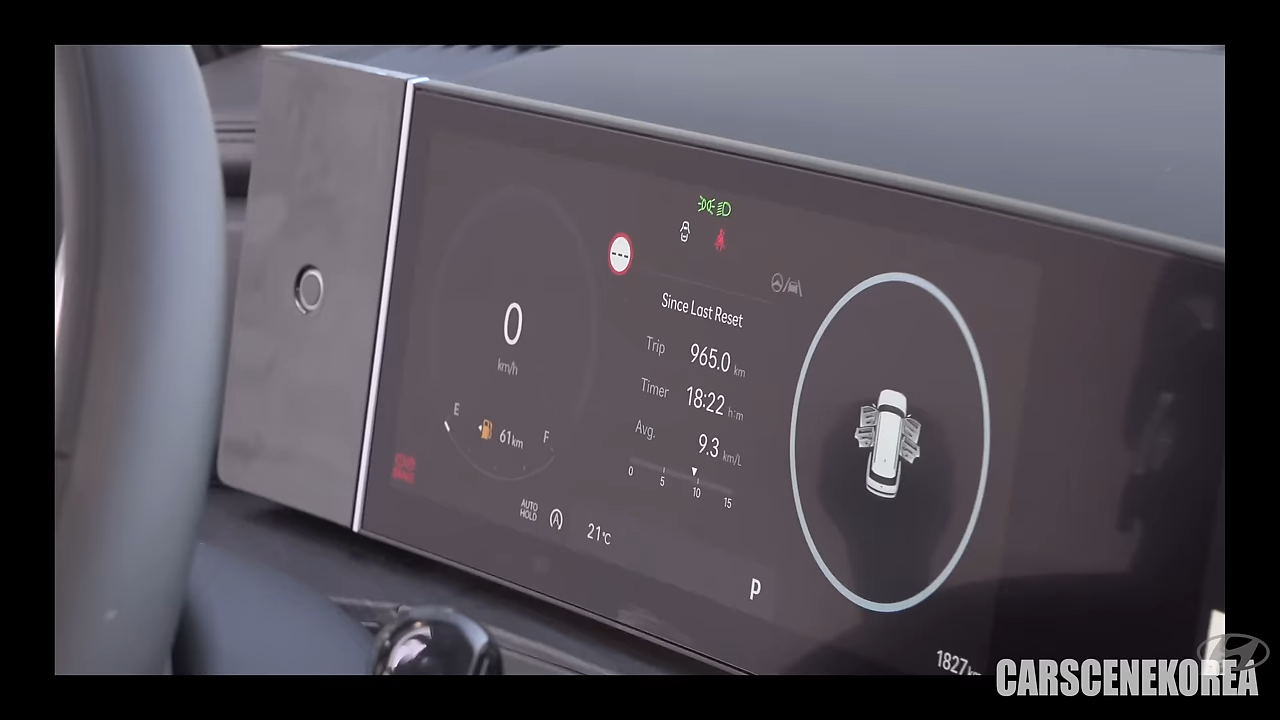 0
km/h
E
61km
F
AUTO
HOLD
A
21°C
Since Last Reset
Trip 965.0 km
Timer 18:22 h:m
Avg. 9.3 km/L
0 5 10 15
P
1827km
CARSCENEKOREA